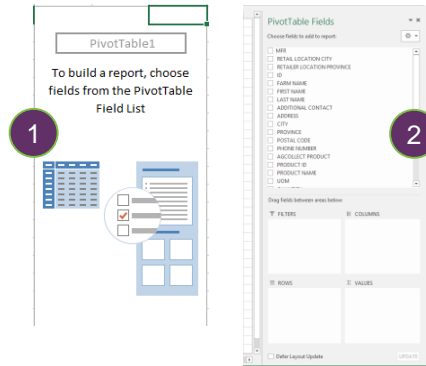 PivotTable1
To build a report, choose
fields from the PivotTable
Field List
1
PivotTable Fields
Choose fields to add to report:
MFR
RETAIL LOCATION CITY
RETAILER LOCATION PROVINCE
ID
FARM NAME
FIRST NAME
LAST NAME
ADDITIONAL CONTACT
ADDRESS
CITY
PROVINCE
POSTAL CODE
PHONE NUMBER
AGCOLLECT PRODUCT
PRODUCT ID
PRODUCT NAME
UOM
2
Drag fields between areas below:
FILTERS
COLUMNS
ROWS
VALUES
Defer Layout Update
UPDATE